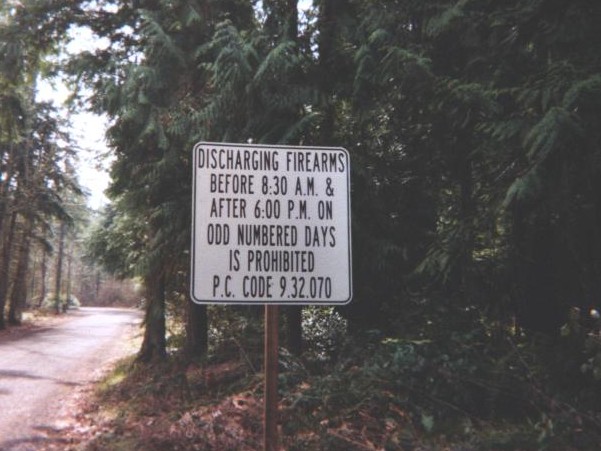 DISCHARGING FIREARMS
BEFORE 8:30 A.M. &
AFTER 6:00 P.M. ON
ODD NUMBERED DAYS
IS PROHIBITED
P.C. CODE 9.32.070